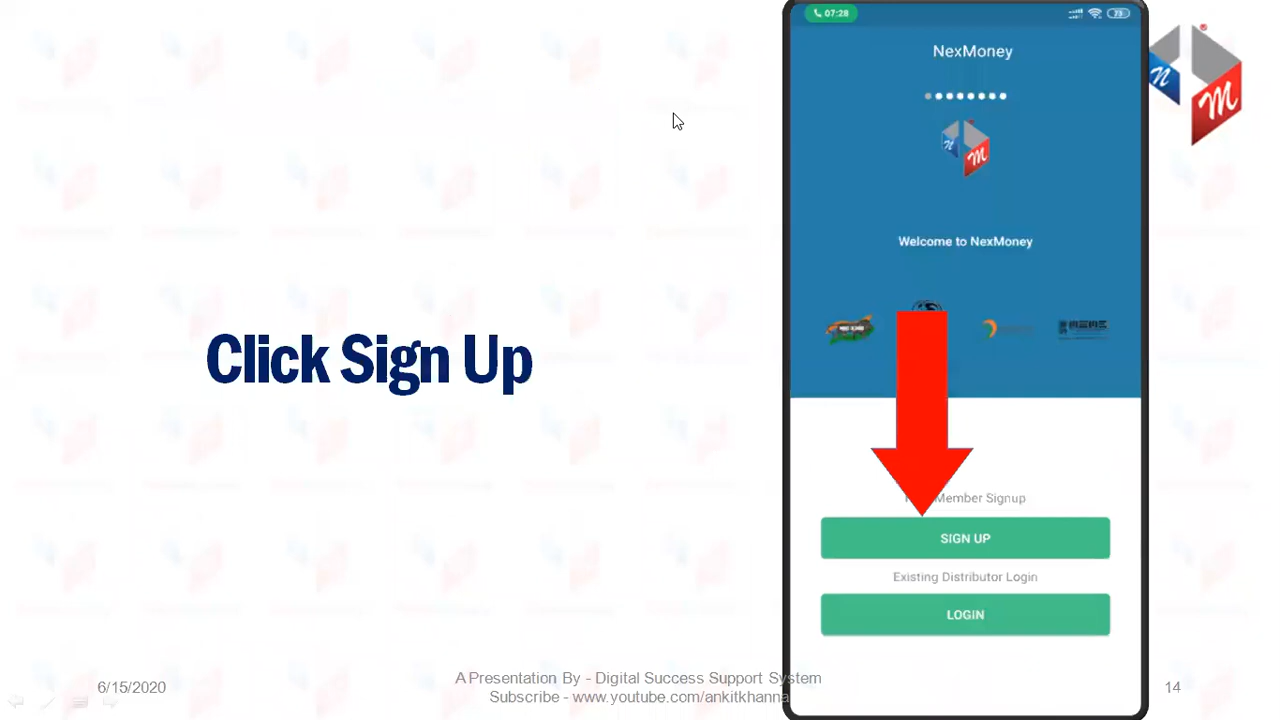 07:28
73
NexMoney
Welcome to NexMoney
Click Sign Up
Member Signup
SIGN UP
Existing Distributor Login
LOGIN
6/15/2020
A Presentation By - Digital Success Support System
Subscribe - www.youtube.com/ankitkhanna
14